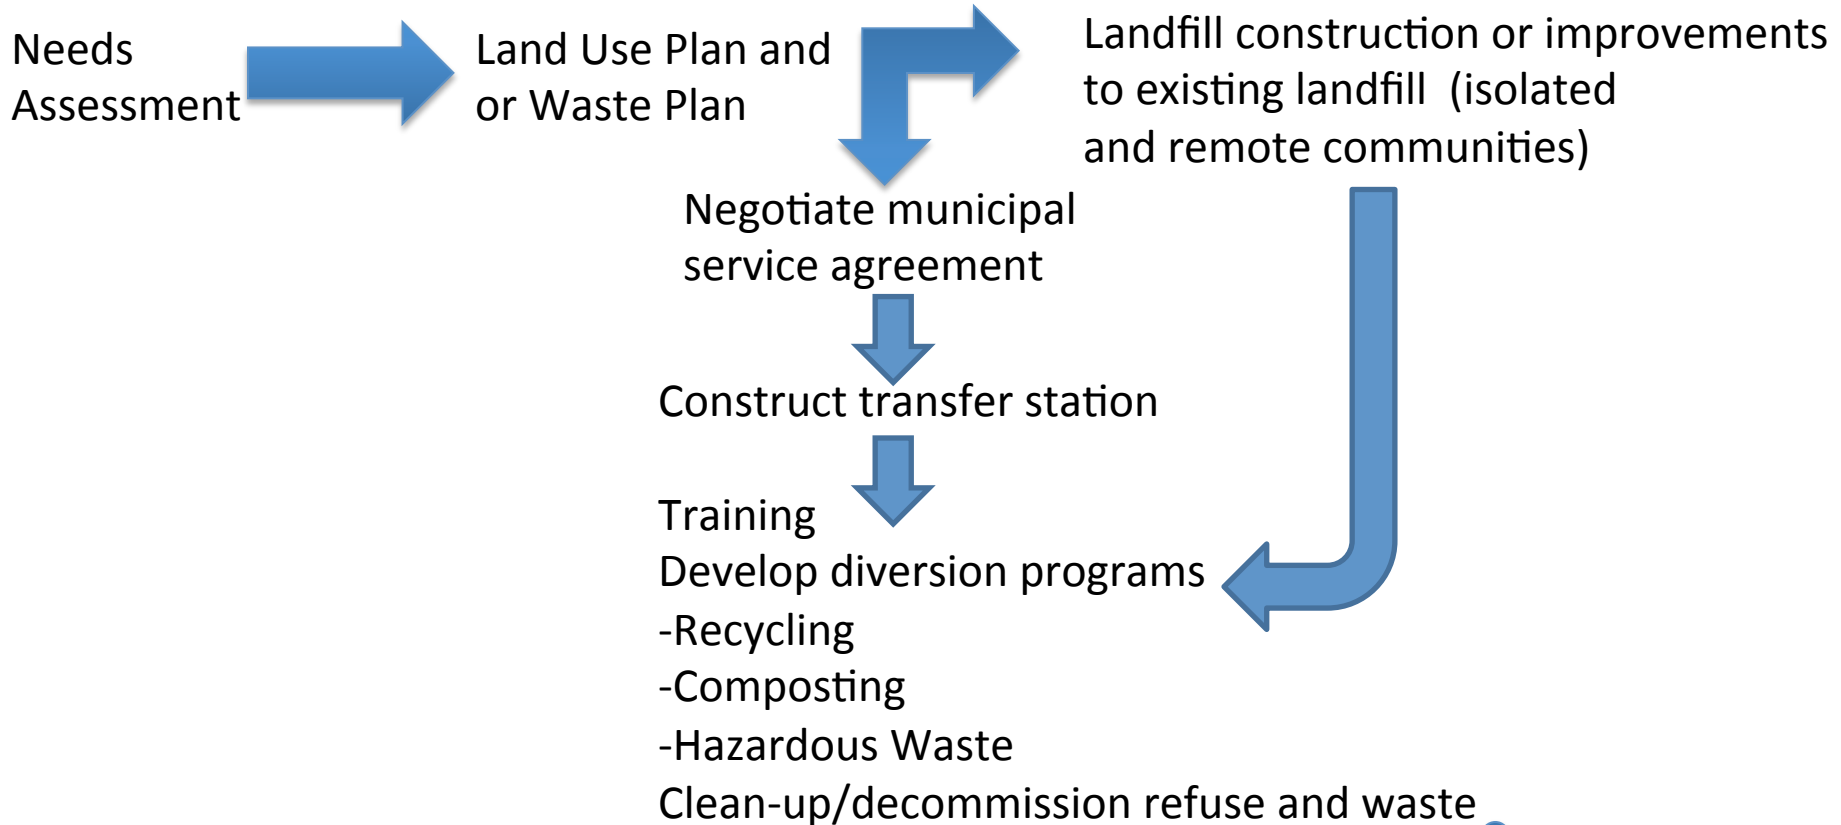 Needs
Assessment
Land Use Plan and
or Waste Plan
Landfill construction or improvements
to existing landfill (isolated
and remote communities)
Negotiate municipal
service agreement
Construct transfer station
Training
Develop diversion programs
-Recycling
-Composting
-Hazardous Waste
Clean-up/decommission refuse and waste